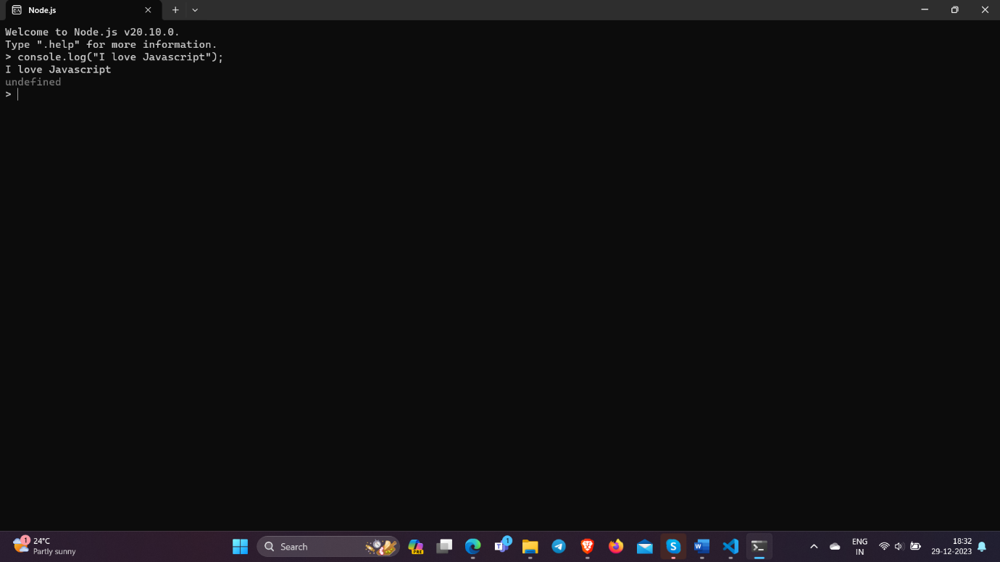 Node.js
Welcome to Node.js v20.10.0.
Type ".help" for more information.
> console.log("I love Javascript");
I love Javascript
undefined
>
1
24°C
Partly sunny
Search
PRE
1
ENG
IN
18:32
29-12-2023